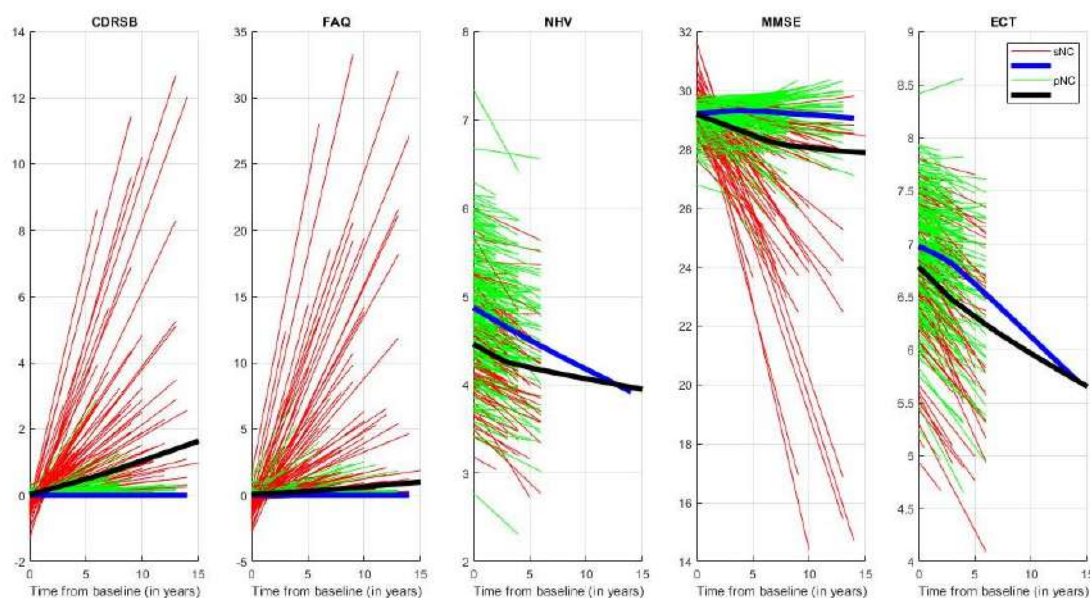 CDRSB
FAQ
NHV
MMSE
ECT
14
12
10
8
6
4
2
0
-2
35
30
25
20
15
10
5
0
-5
8
7
6
5
4
3
2
32
30
28
26
24
22
20
18
16
14
9
8.5
8
7.5
7
6.5
6
5.5
5
4.5
4
sNC
pNC
0 5 10 15
0 5 10 15
0 5 10 15
0 5 10 15
0 5 10 15
Time from baseline (in years)
Time from baseline (in years)
Time from baseline (in years)
Time from baseline (in years)
Time from baseline (in years)